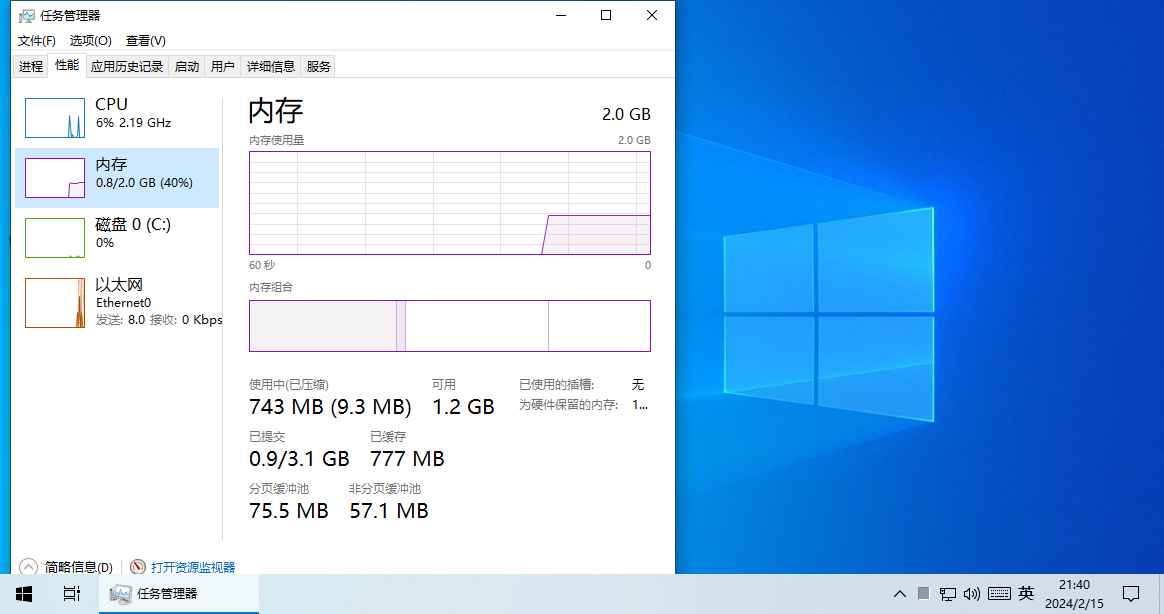 任务管理器
文件(F) 选项(O) 查看(V)
进程 性能 应用历史记录 启动 用户 详细信息 服务
CPU
6% 2.19 GHz
内存
0.8/2.0 GB (40%)
磁盘 0 (C:)
0%
以太网
Ethernet0
发送: 8.0 接收: 0 Kbps
内存 2.0 GB
内存使用量 2.0 GB
60 秒 0
内存组合
使用中(已压缩) 可用 已使用的插槽: 无
743 MB (9.3 MB) 1.2 GB 为硬件保留的内存: 1...
已提交 已缓存
0.9/3.1 GB 777 MB
分页缓冲池 非分页缓冲池
75.5 MB 57.1 MB
简略信息(D) 打开资源监视器
任务管理器
英
21:40
2024/2/15